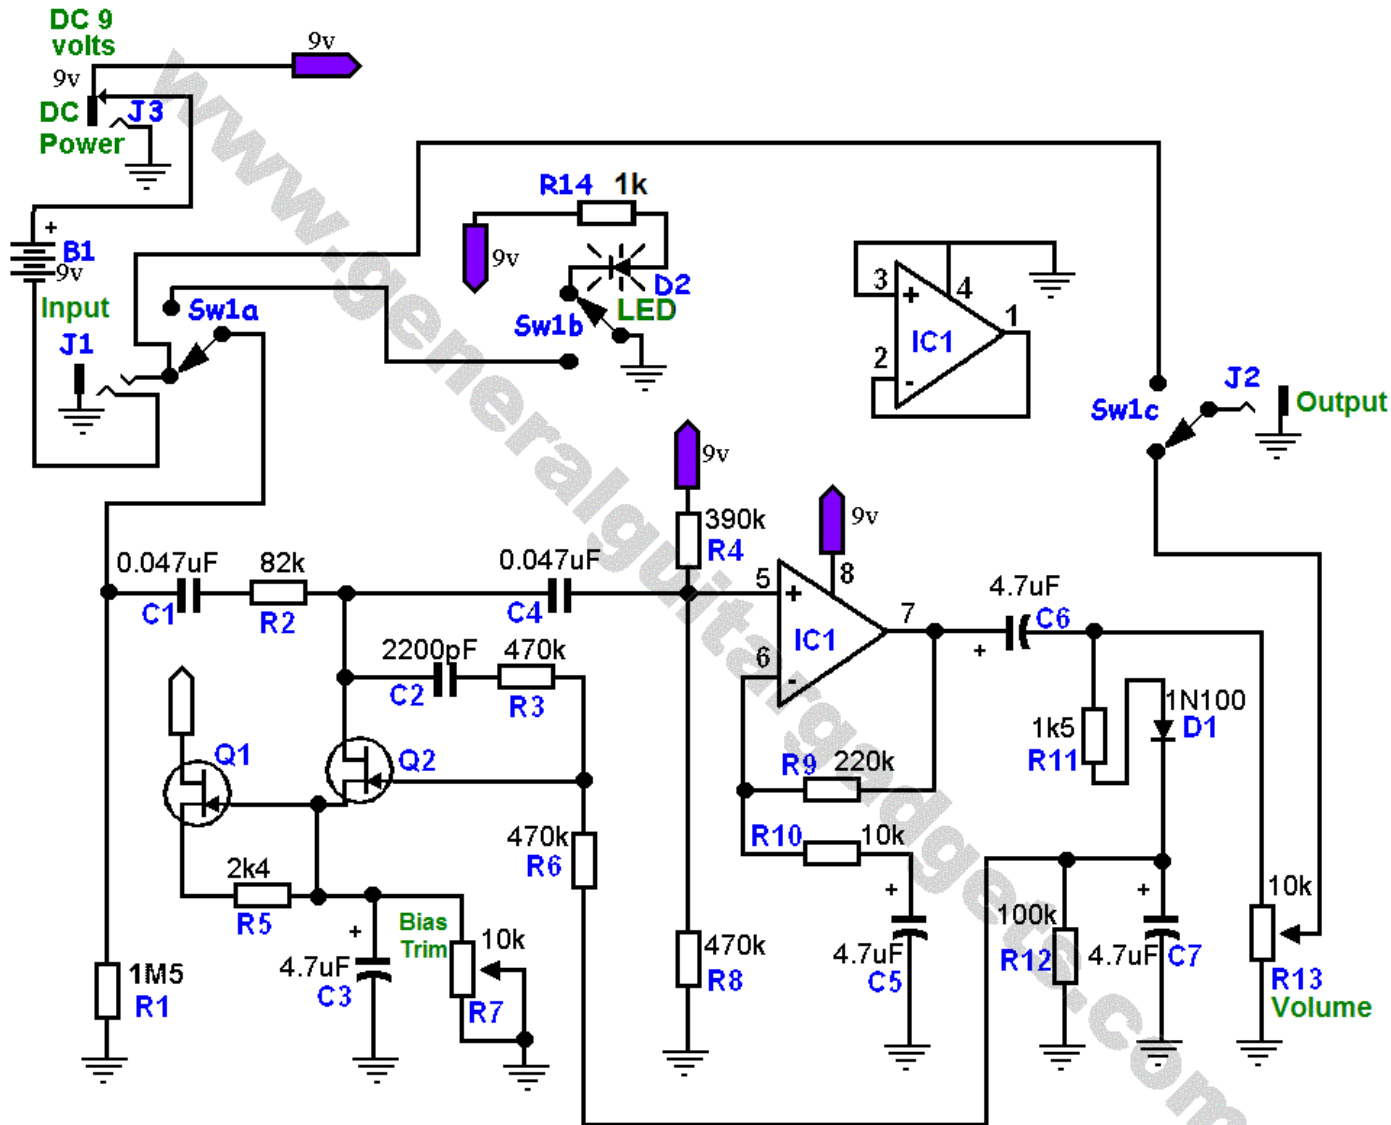 DC 9
volts
9v
9v
DC
Power
J3
B1
9v
+
Input
J1
Sw1a
R14
1k
9v
D2
LED
Sw1b
3
+
4
IC1
1
2
-
Sw1c
J2
Output
9v
390k
R4
9v
0.047uF
C1
82k
R2
0.047uF
C4
5
+
8
IC1
7
6
-
4.7uF
C6
+
2200pF
C2
470k
R3
Q1
Q2
1k5
R11
1N100
D1
R9
220k
R10
10k
470k
R6
2k4
R5
+
4.7uF
C3
Bias
Trim
10k
R7
1M5
R1
470k
R8
+
4.7uF
C5
100k
R12
+
4.7uF
C7
10k
R13
Volume
www.generalguitargadgets.com